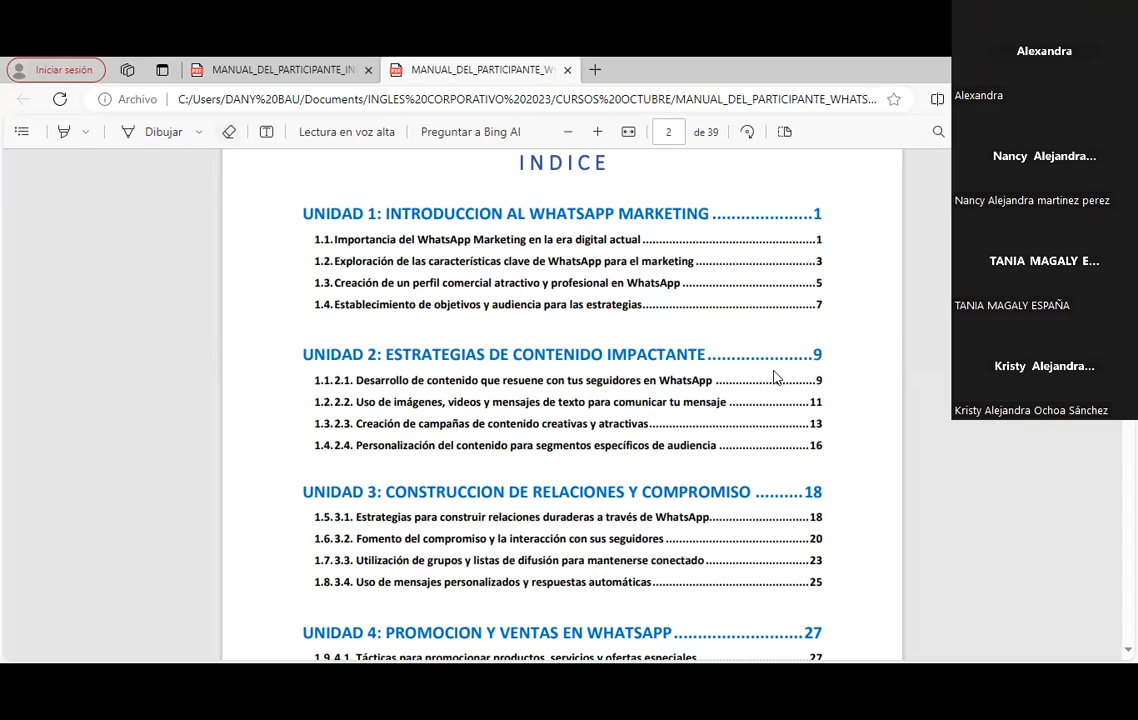 Iniciar sesión
MANUAL_DEL_PARTICIPANTE_IN
MANUAL_DEL_PARTICIPANTE_W
Archivo
C:/Users/DANY%20BAU/Documents/INGLES%20CORPORATIVO%202023/CURSOS%20OCTUBRE/MANUAL_DEL_PARTICIPANTE_WHATS...
Dibujar
Lectura en voz alta
Preguntar a Bing AI
2
de 39
INDICE
UNIDAD 1: INTRODUCCION AL WHATSAPP MARKETING .....................1
1.1. Importancia del WhatsApp Marketing en la era digital actual ...............................................1
1.2. Exploración de las características clave de WhatsApp para el marketing ................................3
1.3. Creación de un perfil comercial atractivo y profesional en WhatsApp ...................................5
1.4. Establecimiento de objetivos y audiencia para las estrategias...............................................7
UNIDAD 2: ESTRATEGIAS DE CONTENIDO IMPACTANTE ......................9
1.1.2.1. Desarrollo de contenido que resuene con tus seguidores en WhatsApp ..........................9
1.2.2.2. Uso de imágenes, videos y mensajes de texto para comunicar tu mensaje .....................11
1.3.2.3. Creación de campañas de contenido creativas y atractivas..........................................13
1.4.2.4. Personalización del contenido para segmentos específicos de audiencia .......................16
UNIDAD 3: CONSTRUCCION DE RELACIONES Y COMPROMISO ..........18
1.5.3.1. Estrategias para construir relaciones duraderas a través de WhatsApp.........................18
1.6.3.2. Fomento del compromiso y la interacción con sus seguidores .....................................20
1.7.3.3. Utilización de grupos y listas de difusión para mantenerse conectado ...........................23
1.8.3.4. Uso de mensajes personalizados y respuestas automáticas.........................................25
UNIDAD 4: PROMOCION Y VENTAS EN WHATSAPP...........................27
1.9.4.1. Tácticas para promocionar productos, servicios y ofertas especiales............................27
Alexandra
Alexandra
Nancy Alejandra...
Nancy Alejandra martinez perez
TANIA MAGALY E...
TANIA MAGALY ESPAÑA
Kristy Alejandra...
Kristy Alejandra Ochoa Sánchez